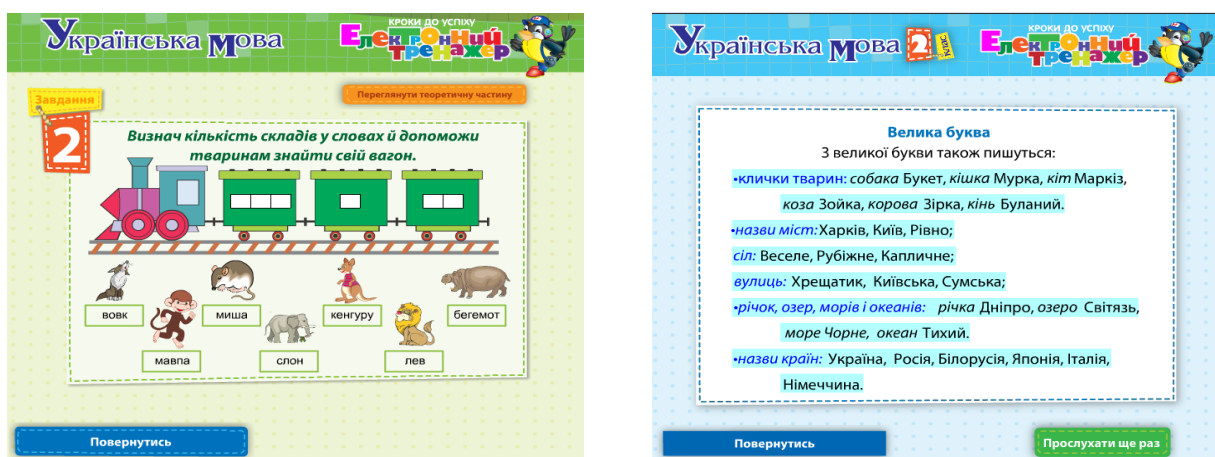 Українська Мова
КРОКИ ДО УСПІХУ
Електронний
тренажер
Завдання
2
Переглянути теоретичну частину
Визнач кількість складів у словах й допоможи
тваринам знайти свій вагон.
вовк
миша
кенгуру
бегемот
мавпа
слон
лев
Повернутись
Українська Мова 2 клас
КРОКИ ДО УСПІХУ
Електронний
тренажер
Велика буква
З великої букви також пишуться:
•клички тварин: собака Букет, кішка Мурка, кіт Маркіз,
коза Зойка, корова Зірка, кінь Буланий.
•назви міст: Харків, Київ, Рівно;
сіл: Веселе, Рубіжне, Капличне;
вулиць: Хрещатик, Київська, Сумська;
•річок, озер, морів і океанів: річка Дніпро, озеро Світязь,
море Чорне, океан Тихий.
•назви країн: Україна, Росія, Білорусія, Японія, Італія,
Німеччина.
Повернутись
Прослухати ще раз